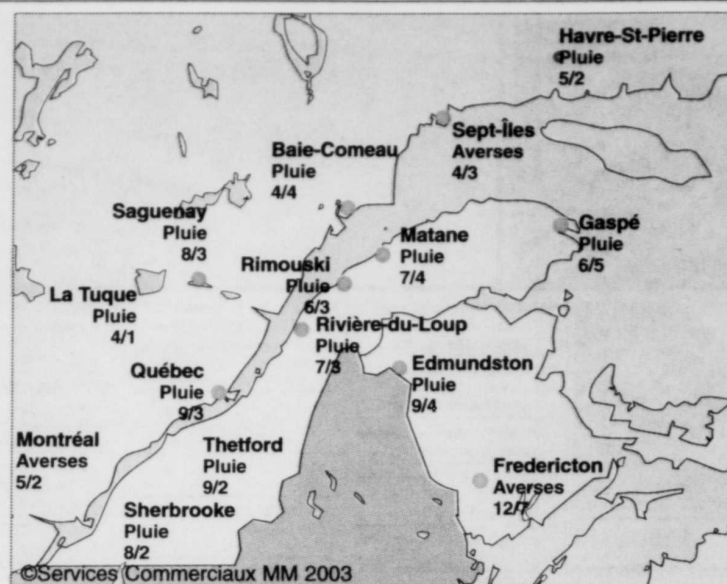 Havre-St-Pierre
Pluie
5/2
Sept-Îles
Averses
4/3
Baie-Comeau
Pluie
4/4
Saguenay
Pluie
8/3
Gaspé
Pluie
6/5
Matane
Pluie
7/4
Rimouski
Pluie
6/3
La Tuque
Pluie
4/1
Rivière-du-Loup
Pluie
7/3
Québec
Pluie
9/3
Edmundston
Pluie
9/4
Montréal
Averses
5/2
Thetford
Pluie
9/2
Fredericton
Averses
12/7
Sherbrooke
Pluie
8/2
©Services Commerciaux MM 2003